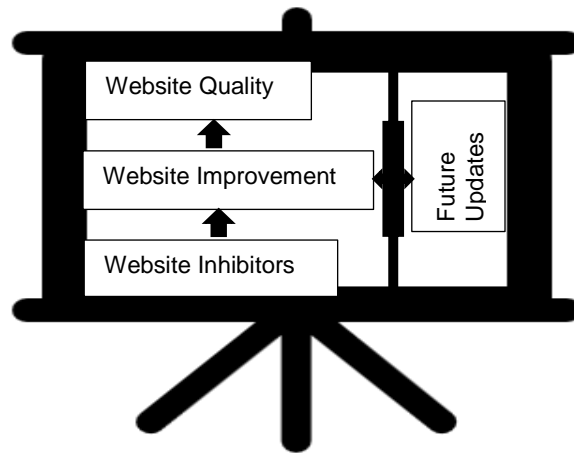 Website Quality
Website Improvement
Website Inhibitors
Future
Updates